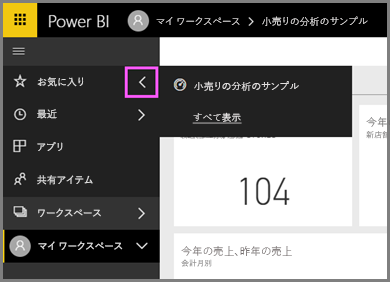 Power BI マイ ワークスペース > 小売りの分析のサンプル
お気に入り
小売りの分析のサンプル
最近
すべて表示
アプリ
共有アイテム
ワークスペース
マイ ワークスペース
104
今年の売上、昨年の売上
会計月別
今年
新店舗